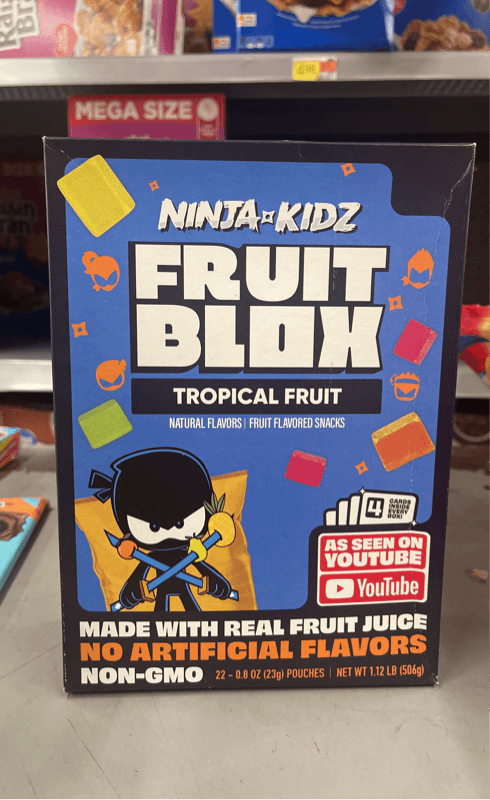 MEGA SIZE
NINJA KIDZ
FRUIT
BLOX
TROPICAL FRUIT
NATURAL FLAVORS | FRUIT FLAVORED SNACKS
4 CARDS
INSIDE
EVERY
BOX!
AS SEEN ON
YOUTUBE
YouTube
MADE WITH REAL FRUIT JUICE
NO ARTIFICIAL FLAVORS
NON-GMO 22 - 0.8 OZ (23g) POUCHES | NET WT 1.12 LB (506g)